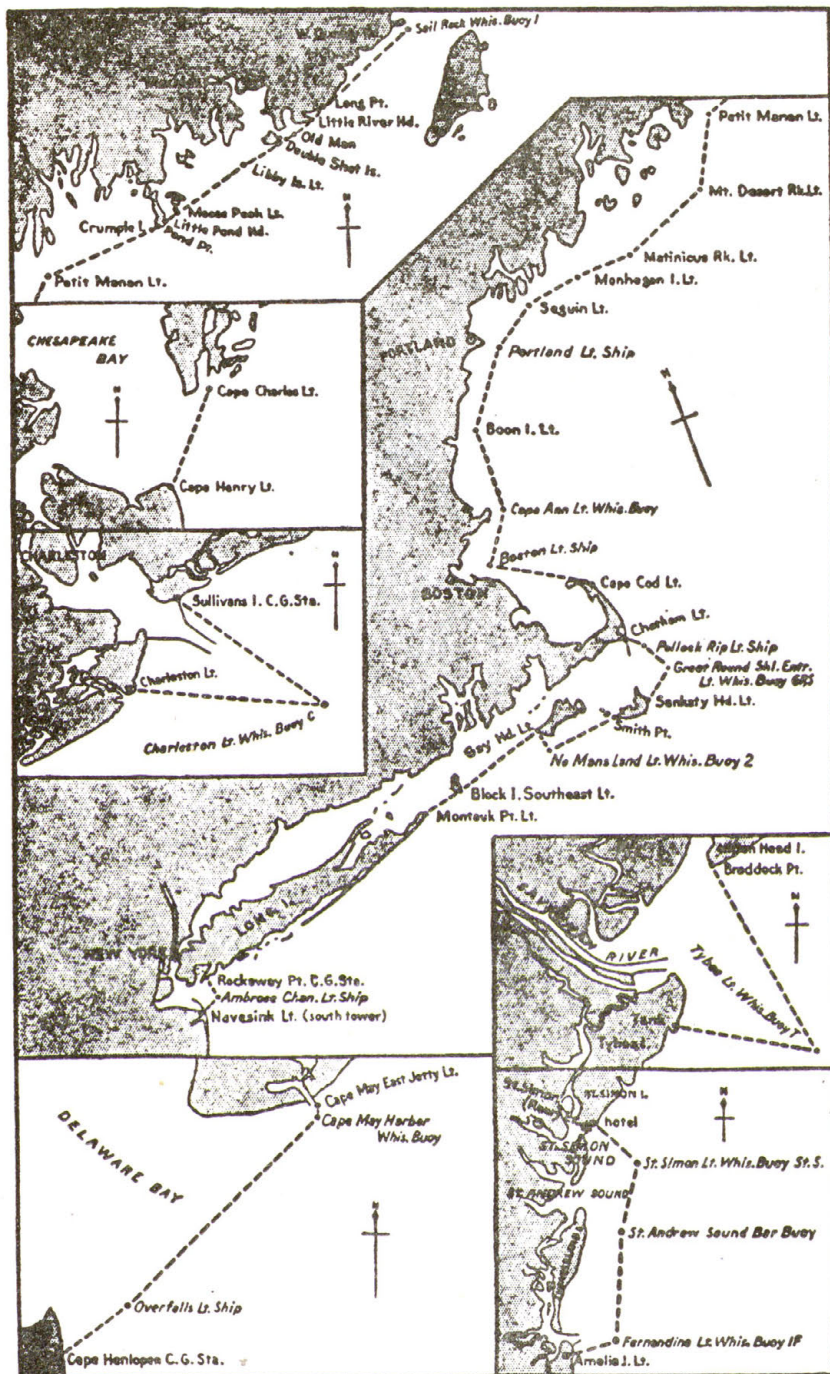 Sail Rock Whis. Buoy 1
Long Pt.
Little River Hd.
Old Man
Double Shot Is.
Libby Is. Lt.
Moose Peak Lt.
Little Pond Hd.
Pond Pt.
Crumple I.
Petit Manan Lt.
N
Petit Manan Lt.
Mt. Desert Rk. Lt.
Matinicus Rk. Lt.
Monhegan I. Lt.
Seguin Lt.
PORTLAND
Portland Lt. Ship
Boon I. Lt.
Cape Ann Lt. Whis. Buoy
Boston Lt. Ship
BOSTON
Cape Cod Lt.
Chatham Lt.
Pollock Rip Lt. Ship
Great Round Shl. Entr.
Lt. Whis. Buoy GRS
Sankaty Hd. Lt.
Smith Pt.
Gay Hd. Lt.
No Mans Land Lt. Whis. Buoy 2
Block I. Southeast Lt.
Montauk Pt. Lt.
LONG I.
NEW YORK
Rockaway Pt. C.G. Sta.
Ambrose Chan. Lt. Ship
Navesink Lt. (south tower)
N
CHESAPEAKE
BAY
N
Cape Charles Lt.
Cape Henry Lt.
CHARLESTON
N
Sullivans I. C.G. Sta.
Charleston Lt.
Charleston Lt. Whis. Buoy C
Cape May East Jetty Lt.
Cape May Harbor
Whis. Buoy
DELAWARE BAY
N
Overfalls Lt. Ship
Cape Henlopen C.G. Sta.
Head I.
Braddock Pt.
N
RIVER
Tybee Lt. Whis. Buoy T
Tank
Tybee I.
ST. SIMON I.
hotel
ST. SIMON
SOUND
N
St. Simon Lt. Whis. Buoy St. S.
ST. ANDREW SOUND
St. Andrew Sound Bar Buoy
Fernandina Lt. Whis. Buoy 1F
Amelia I. Lt.